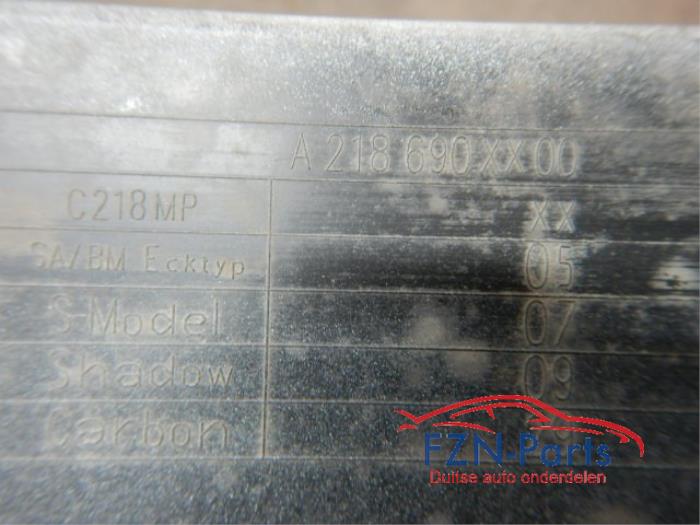 A 218 690 XX 00
C218MP XX
SA/BM Ecktyp 05
S-Model 07
Shadow 09
Carbon
FZN-Parts
Duitse auto onderdelen